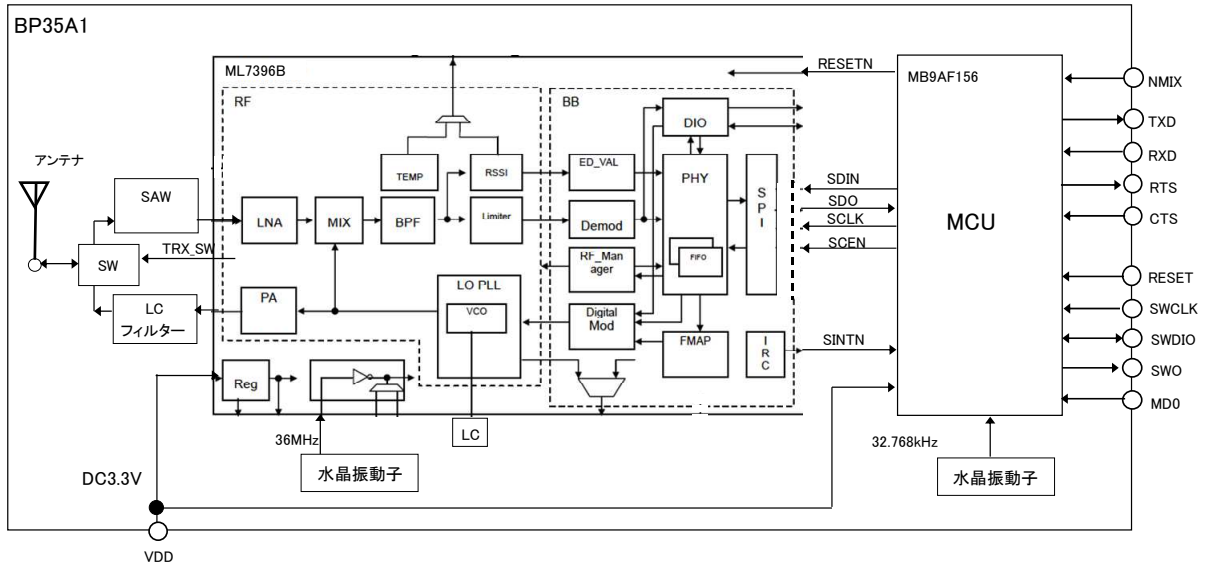 BP35A1
ML7396B
RF
BB
RESETN
MB9AF156
NMIX
TXD
RXD
RTS
CTS
RESET
SWCLK
SWDIO
SWO
MD0
アンテナ
SAW
SW
TRX_SW
LC
フィルター
LNA
MIX
BPF
TEMP
RSSI
Limiter
PA
LO PLL
VCO
ED_VAL
Demod
RF_Man
ager
Digital
Mod
DIO
PHY
FIFO
FMAP
S
P
I
I
R
C
SDIN
SDO
SCLK
SCEN
SINTN
MCU
Reg
36MHz
水晶振動子
LC
32.768kHz
水晶振動子
DC3.3V
VDD